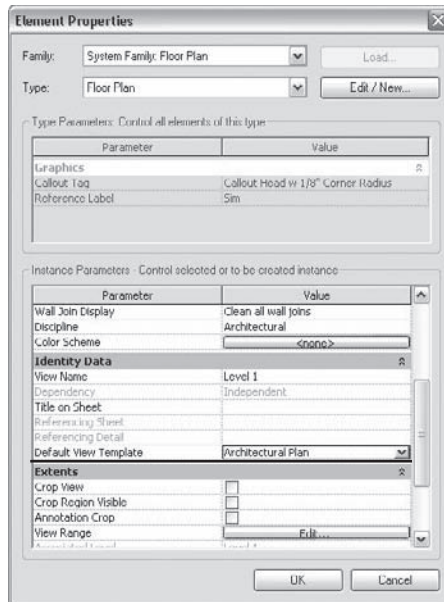 Element Properties
Family: System Family: Floor Plan Load...
Type: Floor Plan Edit / New...
Type Parameters: Control all elements of this type
Parameter Value
Graphics
Callout Tag Callout Head w 1/8" Corner Radius
Reference Label Sim
Instance Parameters - Control selected or to be created instance
Parameter Value
Wall Join Display Clean all wall joins
Discipline Architectural
Color Scheme <none>
Identity Data
View Name Level 1
Dependency Independent
Title on Sheet
Referencing Sheet
Referencing Detail
Default View Template Architectural Plan
Extents
Crop View
Crop Region Visible
Annotation Crop
View Range Edit...
Level 1
OK Cancel